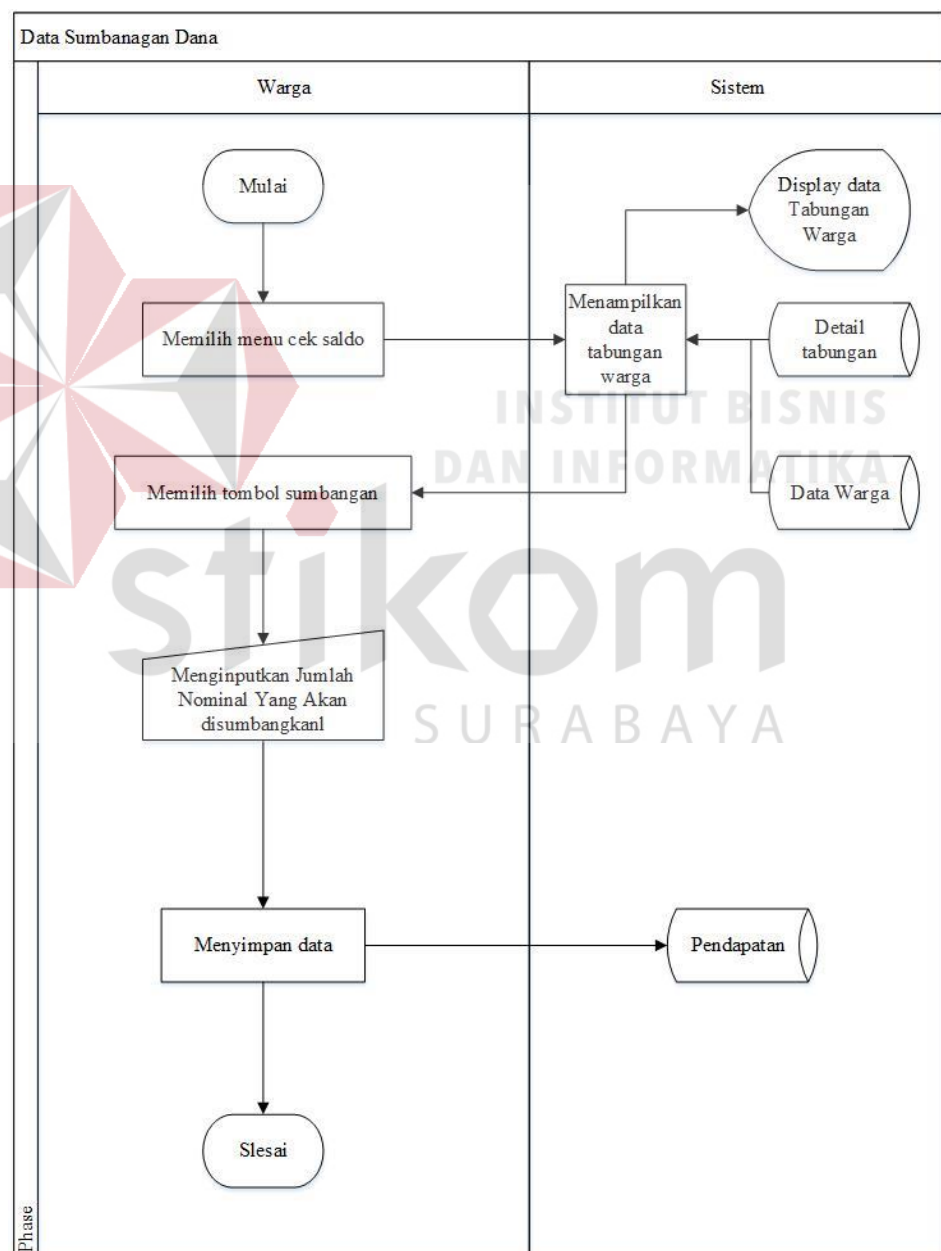 Data Sumbanagan Dana
Warga
Sistem
Mulai
Display data
Tabungan
Warga
Memilih menu cek saldo
Menampilkan
data
tabungan
warga
Detail
tabungan
INSTITUT BISNIS
DAN INFORMATIKA
Memilih tombol sumbangan
Data Warga
stikom
SURABAYA
Menginputkan Jumlah
Nominal Yang Akan
disumbangkanl
Menyimpan data
Pendapatan
Slesai
Phase